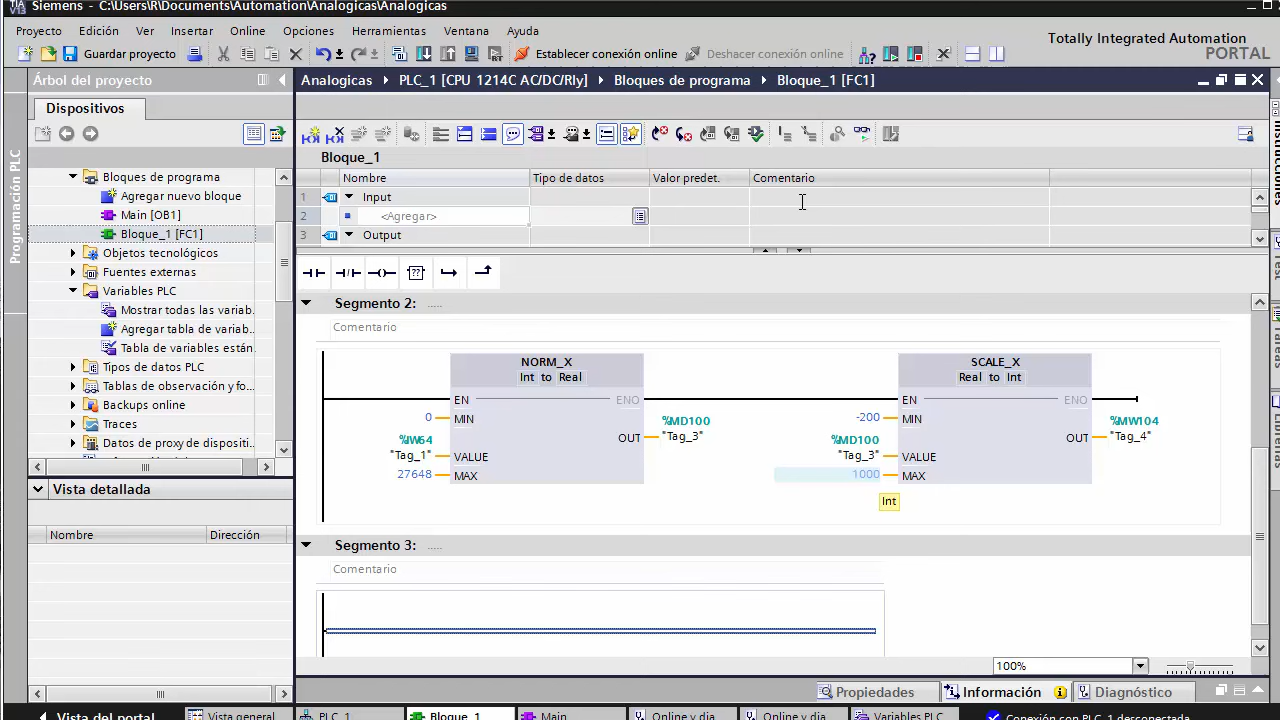 Siemens - C:\Users\R\Documents\Automation\Analogicas\Analogicas
Proyecto Edición Ver Insertar Online Opciones Herramientas Ventana Ayuda
Totally Integrated Automation
PORTAL
Guardar proyecto
Establecer conexión online
Deshacer conexión online
Árbol del proyecto
Analogicas PLC_1 [CPU 1214C AC/DC/Rly] Bloques de programa Bloque_1 [FC1]
Dispositivos
Programación PLC
Bloques de programa
Agregar nuevo bloque
Main [OB1]
Bloque_1 [FC1]
Objetos tecnológicos
Fuentes externas
Variables PLC
Mostrar todas las variab.
Agregar tabla de variab..
Tabla de variables están.
Tipos de datos PLC
Tablas de observación y fo...
Backups online
Traces
Datos de proxy de dispositi...
Vista detallada
Nombre Dirección
Bloque_1
Nombre Tipo de datos Valor predet. Comentario
1 Input
2 <Agregar>
3 Output
??
Segmento 2: .....
Comentario
NORM_X
Int to Real
EN ENO
0 MIN
%IW64
"Tag_1" VALUE
27648 MAX
OUT
%MD100
"Tag_3"
SCALE_X
Real to Int
EN ENO
-200 MIN
%MD100
"Tag_3" VALUE
1000 MAX
OUT
%MW104
"Tag_4"
Int
Segmento 3: .....
Comentario
100%
Propiedades Información Diagnóstico
Vista del portal Vista general PLC_1 Bloque_1 Main Online y dia... Online y dia... Variables PLC Conexión con PLC_1 desconectada
Instrucciones
Tareas
Librerías